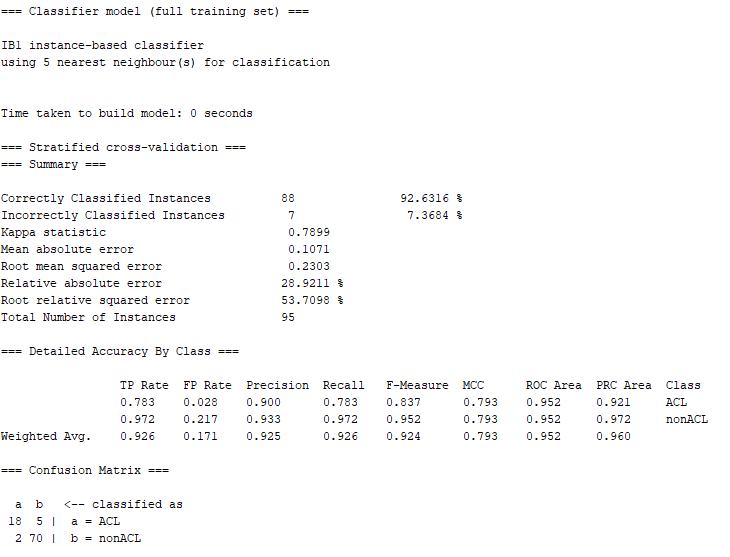 === Classifier model (full training set) ===
IB1 instance-based classifier
using 5 nearest neighbour(s) for classification
Time taken to build model: 0 seconds
=== Stratified cross-validation ===
=== Summary ===
Correctly Classified Instances 88 92.6316 %
Incorrectly Classified Instances 7 7.3684 %
Kappa statistic 0.7899
Mean absolute error 0.1071
Root mean squared error 0.2303
Relative absolute error 28.9211 %
Root relative squared error 53.7098 %
Total Number of Instances 95
=== Detailed Accuracy By Class ===
TP Rate FP Rate Precision Recall F-Measure MCC ROC Area PRC Area Class
0.783 0.028 0.900 0.783 0.837 0.793 0.952 0.921 ACL
0.972 0.217 0.933 0.972 0.952 0.793 0.952 0.972 nonACL
Weighted Avg. 0.926 0.171 0.925 0.926 0.924 0.793 0.952 0.960
=== Confusion Matrix ===
a b <-- classified as
18 5 | a = ACL
2 70 | b = nonACL